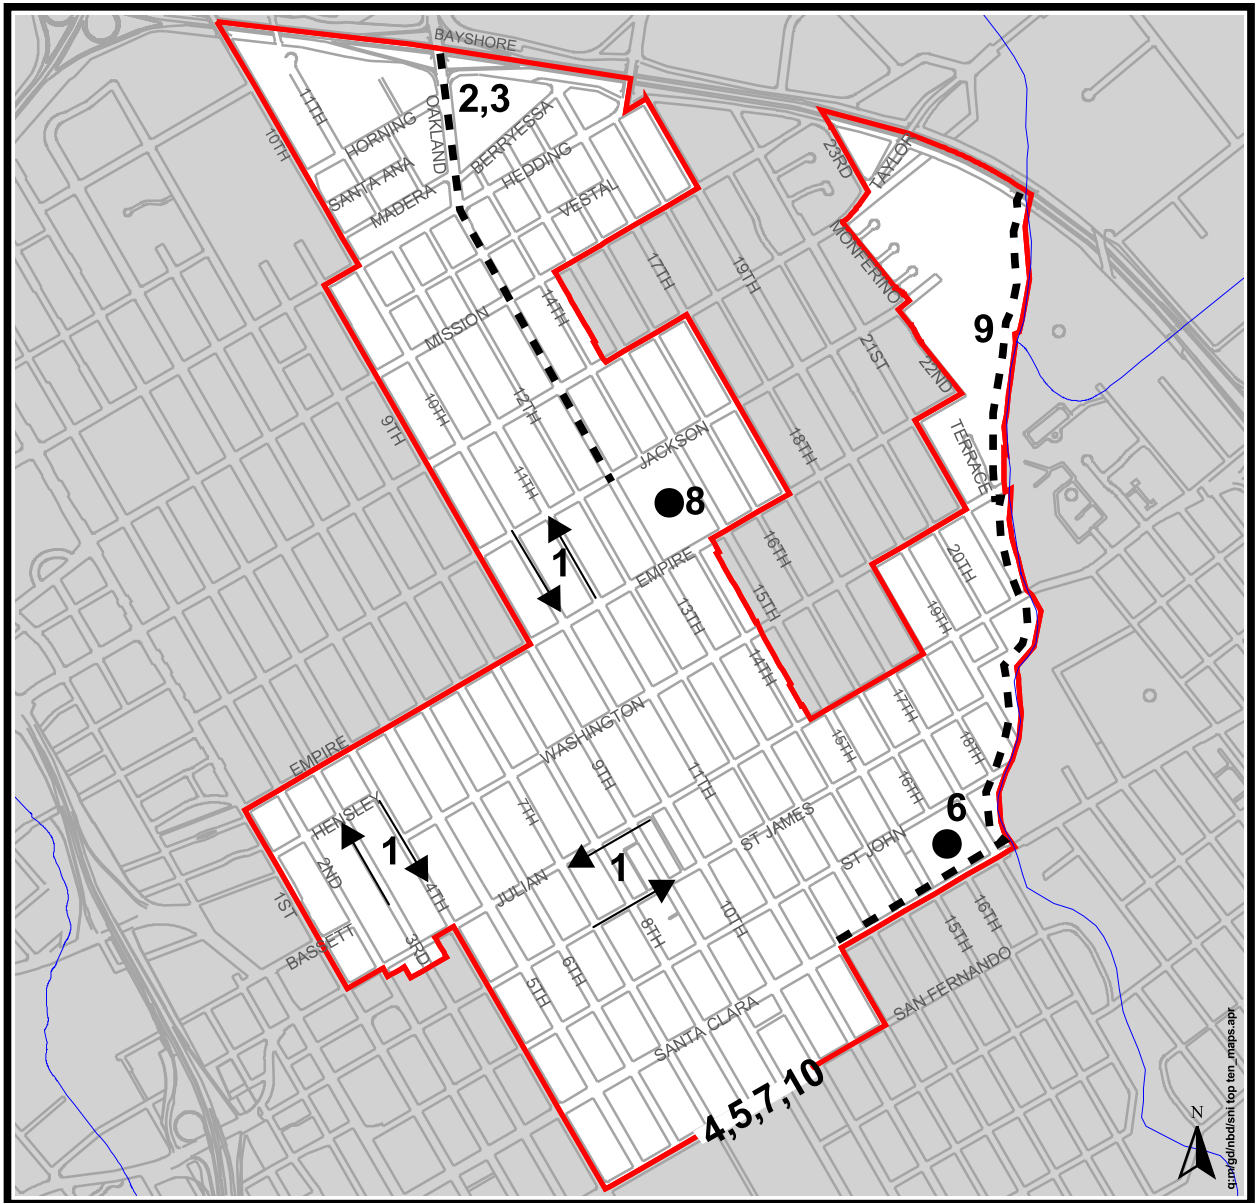 BAYSHORE
2,3
11TH
10TH
OAKLAND
HORNING
BERRYESSA
SANTA ANA
HEDDING
MADERA
VESTAL
23RD
TAYLOR
MONFERINO
17TH
19TH
14TH
MISSION
9
21ST
22ND
10TH
12TH
9TH
JACKSON
18TH
TERRACE
11TH
8
1
EMPIRE
16TH
20TH
15TH
13TH
19TH
14TH
WASHINGTON
17TH
EMPIRE
15TH
18TH
9TH
11TH
16TH
HENSLEY
7TH
6
ST JAMES
1
ST JOHN
1
2ND
4TH
JULIAN
1ST
10TH
8TH
16TH
15TH
BASSETT
3RD
6TH
5TH
SAN FERNANDO
SANTA CLARA
4,5,7,10
N
q:m/gd/nbd/sni top ten_maps.apr